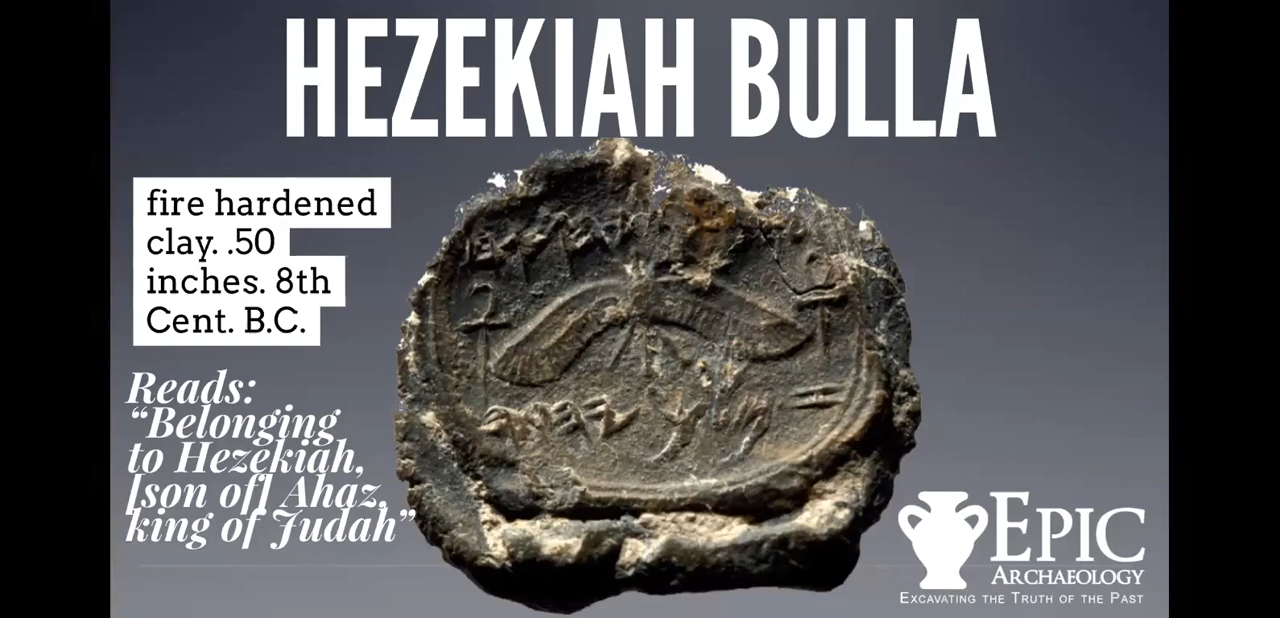 HEZEKIAH BULLA
fire hardened
clay. .50
inches. 8th
Cent. B.C.
Reads:
“Belonging
to Hezekiah,
[son of] Ahaz,
king of Judah”
EPIC
ARCHAEOLOGY
EXCAVATING THE TRUTH OF THE PAST